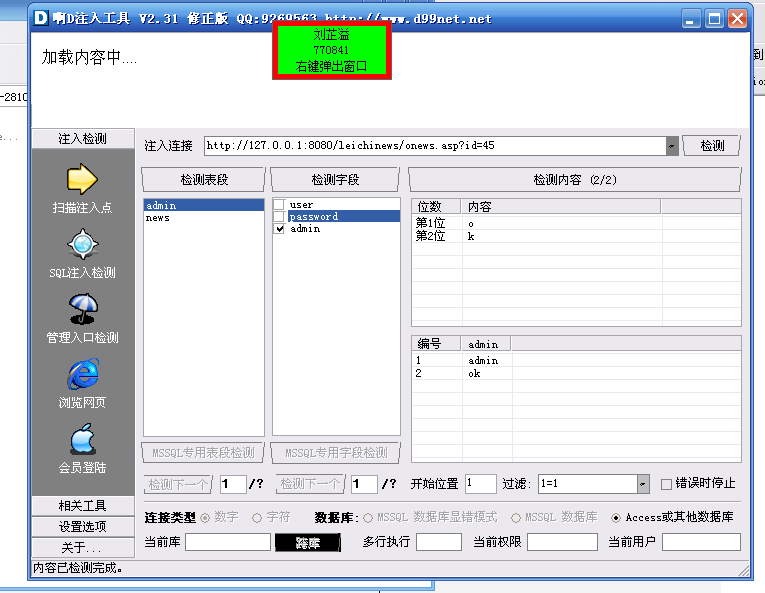 啊D注入工具 V2.31 修正版 QQ:9269563 http://www.d99net.net
刘芷溢
770841
右键弹出窗口
加载内容中....
到
-2810
注入检测
扫描注入点
SQL注入检测
管理入口检测
浏览网页
会员登陆
相关工具
设置选项
关于...
注入连接 http://127.0.0.1:8080/leichinews/onews.asp?id=45 检测
检测表段 检测字段 检测内容 (2/2)
admin
news
user
password
admin
位数 内容
第1位 o
第2位 k
编号 admin
1 admin
2 ok
MSSQL专用表段检测 MSSQL专用字段检测
检测下一个 1 /? 检测下一个 1 /? 开始位置 1 过滤: 1=1 错误时停止
连接类型 数字 字符 数据库: MSSQL 数据库显错模式 MSSQL 数据库 Access或其他数据库
当前库 跨库 多行执行 当前权限 当前用户
内容已检测完成。